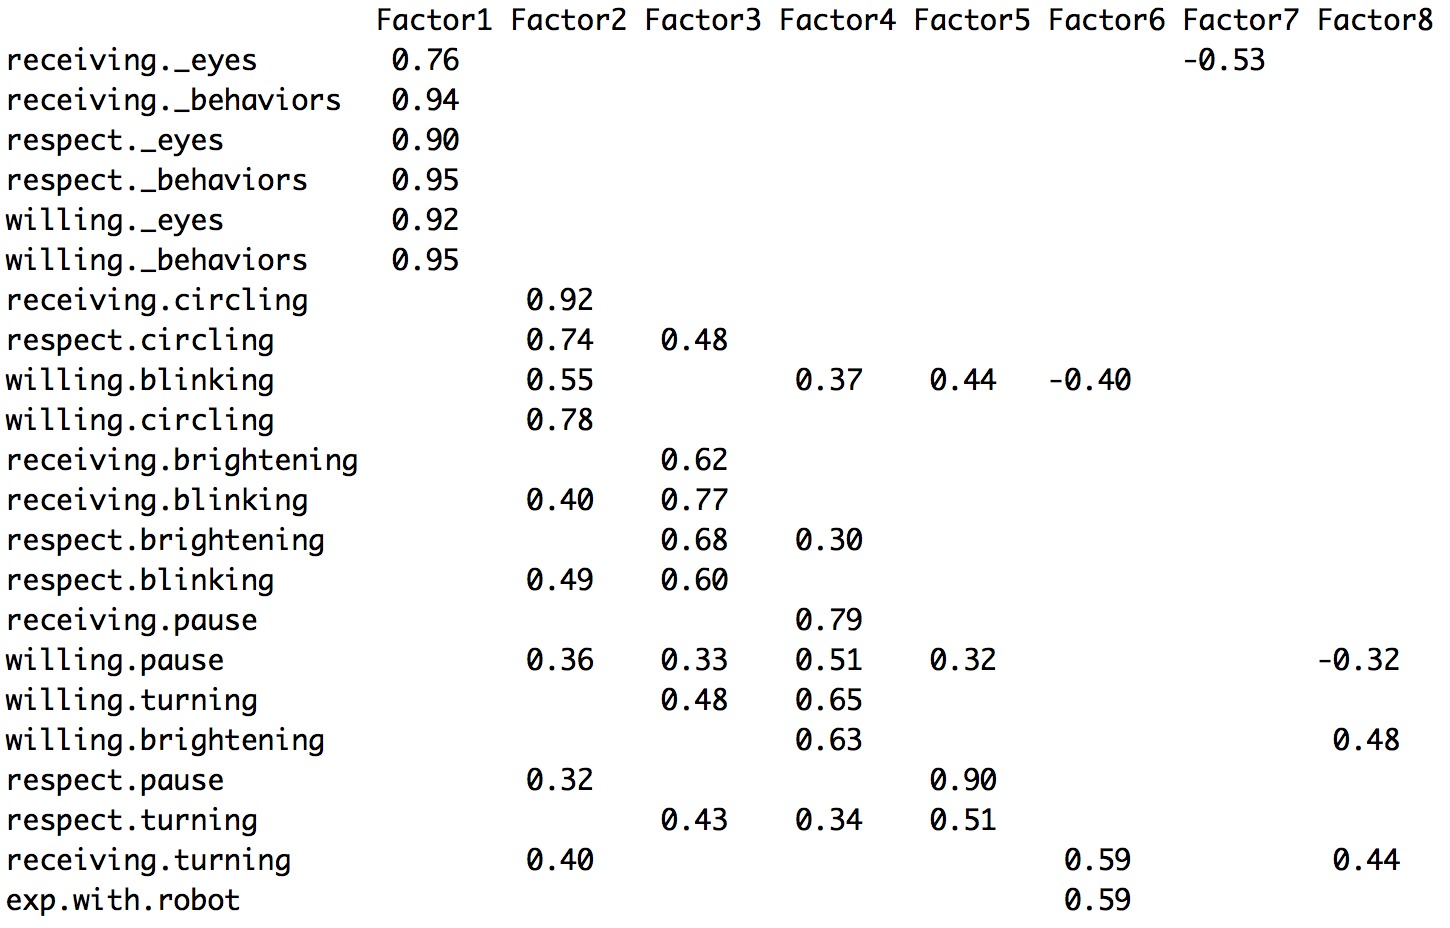 Factor1 Factor2 Factor3 Factor4 Factor5 Factor6 Factor7 Factor8
receiving._eyes 0.76 -0.53
receiving._behaviors 0.94
respect._eyes 0.90
respect._behaviors 0.95
willing._eyes 0.92
willing._behaviors 0.95
receiving.circling 0.92
respect.circling 0.74 0.48
willing.blinking 0.55 0.37 0.44 -0.40
willing.circling 0.78
receiving.brightening 0.62
receiving.blinking 0.40 0.77
respect.brightening 0.68 0.30
respect.blinking 0.49 0.60
receiving.pause 0.79
willing.pause 0.36 0.33 0.51 0.32 -0.32
willing.turning 0.48 0.65
willing.brightening 0.63 0.48
respect.pause 0.32 0.90
respect.turning 0.43 0.34 0.51
receiving.turning 0.40 0.59 0.44
exp.with.robot 0.59